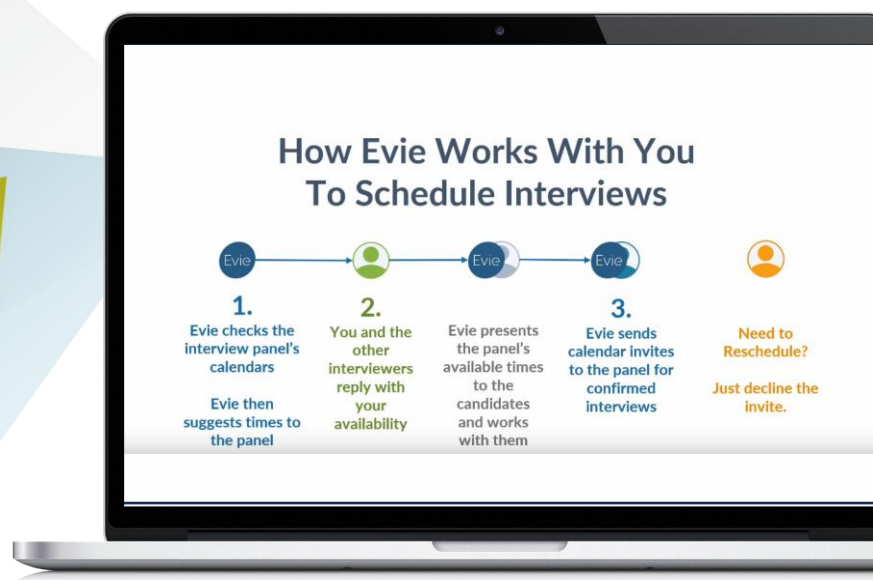 How Evie Works With You
To Schedule Interviews
Evie
Evie
Evie
1.
Evie checks the
interview panel's
calendars
Evie then
suggests times to
the panel
2.
You and the
other
interviewers
reply with
your
availability
Evie presents
the panel's
available times
to the
candidates
and works
with them
3.
Evie sends
calendar invites
to the panel for
confirmed
interviews
Need to
Reschedule?
Just decline the
invite.